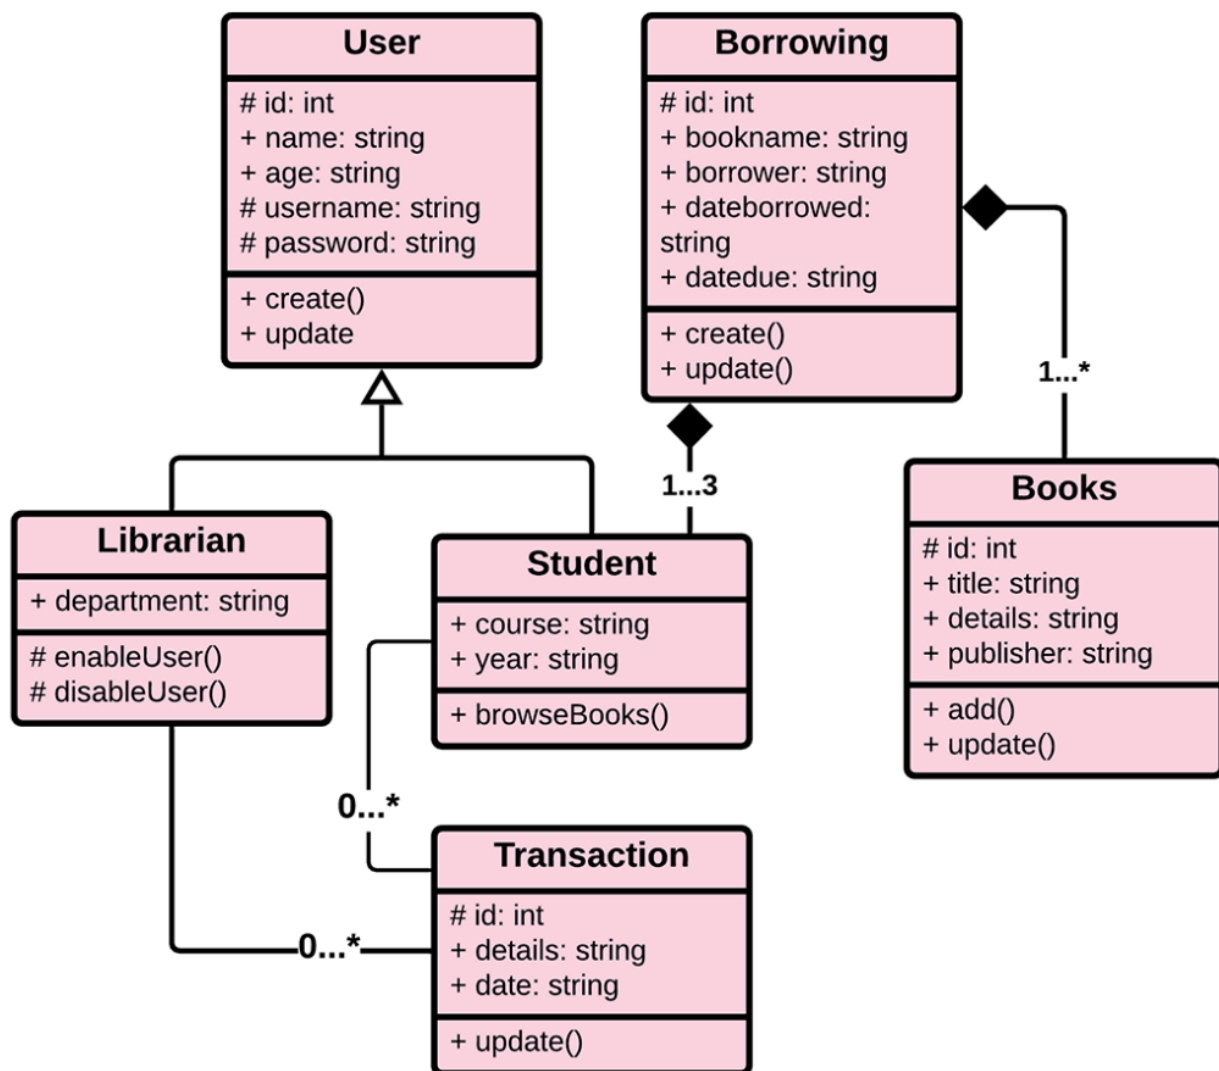 User
# id: int
+ name: string
+ age: string
# username: string
# password: string
+ create()
+ update
Borrowing
# id: int
+ bookname: string
+ borrower: string
+ dateborrowed:
string
+ datedue: string
+ create()
+ update()
1...*
1...3
Books
# id: int
+ title: string
+ details: string
+ publisher: string
+ add()
+ update()
Librarian
+ department: string
# enableUser()
# disableUser()
Student
+ course: string
+ year: string
+ browseBooks()
0...*
0...*
Transaction
# id: int
+ details: string
+ date: string
+ update()